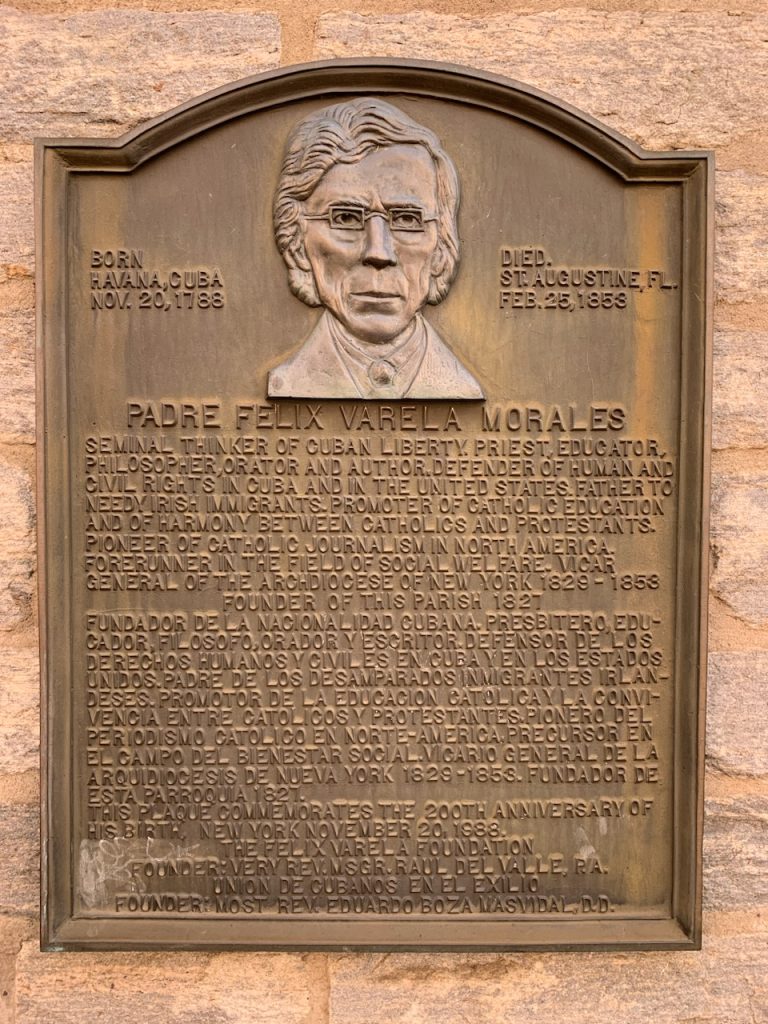 BORN
HAVANA, CUBA
NOV. 20, 1788
DIED.
ST. AUGUSTINE, FL.
FEB. 25, 1853
PADRE FELIX VARELA MORALES
SEMINAL THINKER OF CUBAN LIBERTY. PRIEST, EDUCATOR,
PHILOSOPHER, ORATOR AND AUTHOR. DEFENDER OF HUMAN AND
CIVIL RIGHTS IN CUBA AND IN THE UNITED STATES. FATHER TO
NEEDY IRISH IMMIGRANTS. PROMOTER OF CATHOLIC EDUCATION
AND OF HARMONY BETWEEN CATHOLICS AND PROTESTANTS.
PIONEER OF CATHOLIC JOURNALISM IN NORTH AMERICA.
FORERUNNER IN THE FIELD OF SOCIAL WELFARE. VICAR
GENERAL OF THE ARCHDIOCESE OF NEW YORK 1829-1853
FOUNDER OF THIS PARISH 1827
FUNDADOR DE LA NACIONALIDAD CUBANA. PRESBITERO, EDU-
CADOR, FILOSOFO, ORADOR Y ESCRITOR. DEFENSOR DE LOS
DERECHOS HUMANOS Y CIVILES EN CUBA Y EN LOS ESTADOS
UNIDOS. PADRE DE LOS DESAMPARADOS INMIGRANTES IRLAN-
DESES. PROMOTOR DE LA EDUCACION CATOLICA Y LA CONVI-
VENCIA ENTRE CATOLICOS Y PROTESTANTES. PIONERO DEL
PERIODISMO CATOLICO EN NORTE-AMERICA. PRECURSOR EN
EL CAMPO DEL BIENESTAR SOCIAL. VICARIO GENERAL DE LA
ARQUIDIOCESIS DE NUEVA YORK 1829-1853. FUNDADOR DE
ESTA PARROQUIA 1827.
THIS PLAQUE COMMEMORATES THE 200TH ANNIVERSARY OF
HIS BIRTH, NEW YORK NOVEMBER 20, 1988.
THE FELIX VARELA FOUNDATION
FOUNDER: VERY REV. MSGR. RAUL DEL VALLE, P.A.
UNION DE CUBANOS EN EL EXILIO
FOUNDER: MOST REV. EDUARDO BOZA MASVIDAL, D.D.